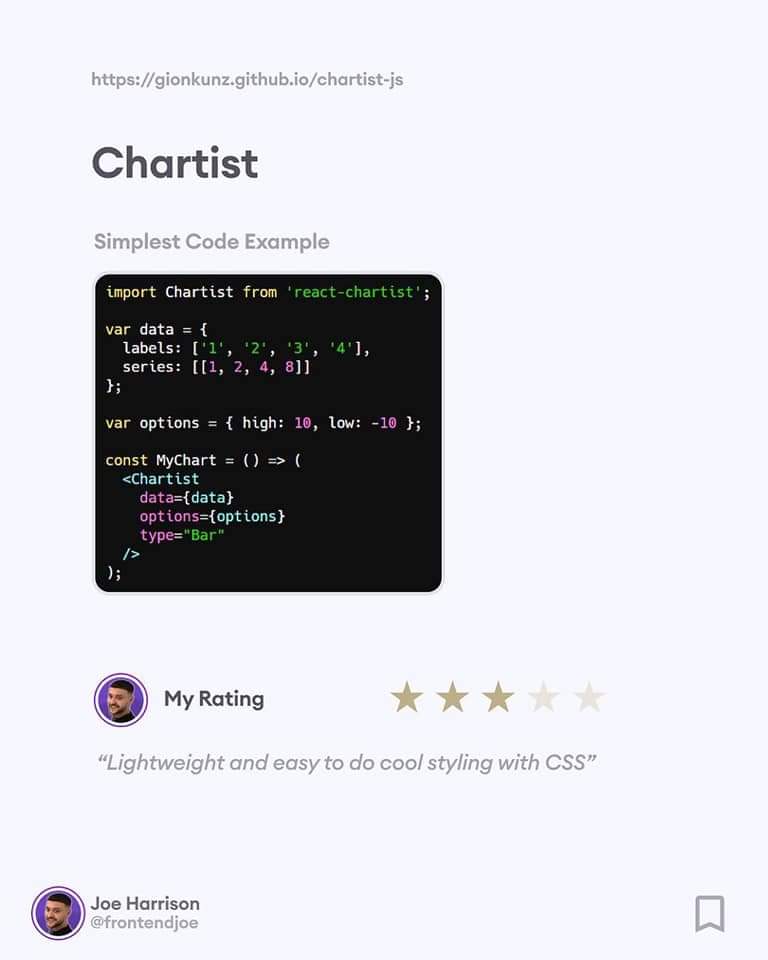 https://gionkunz.github.io/chartist-js
Chartist
Simplest Code Example
import Chartist from 'react-chartist';
var data = {
  labels: ['1', '2', '3', '4'],
  series: [[1, 2, 4, 8]]
};
var options = { high: 10, low: -10 };
const MyChart = () => (
  <Chartist
    data={data}
    options={options}
    type="Bar"
  />
);
My Rating
“Lightweight and easy to do cool styling with CSS”
Joe Harrison
@frontendjoe